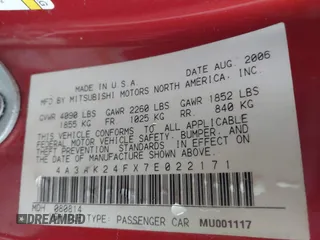 MADE IN U.S.A. DATE AUG. 2006
MFD BY MITSUBISHI MOTORS NORTH AMERICA, INC.
GVWR 4090 LBS GAWR 2260 LBS GAWR 1852 LBS
1855 KG FR 1025 KG RR 840 KG
THIS VEHICLE CONFORMS TO ALL APPLICABLE FEDERAL
MOTOR VEHICLE SAFETY, BUMPER, AND
THEFT PREVENTION STANDARDS IN EFFECT ON
THE DATE OF MANUFACTURE SHOWN ABOVE.
4A3AK24FX7E022171
MDH 060814
TYPE: PASSENGER CAR MU001117
DREAMBID